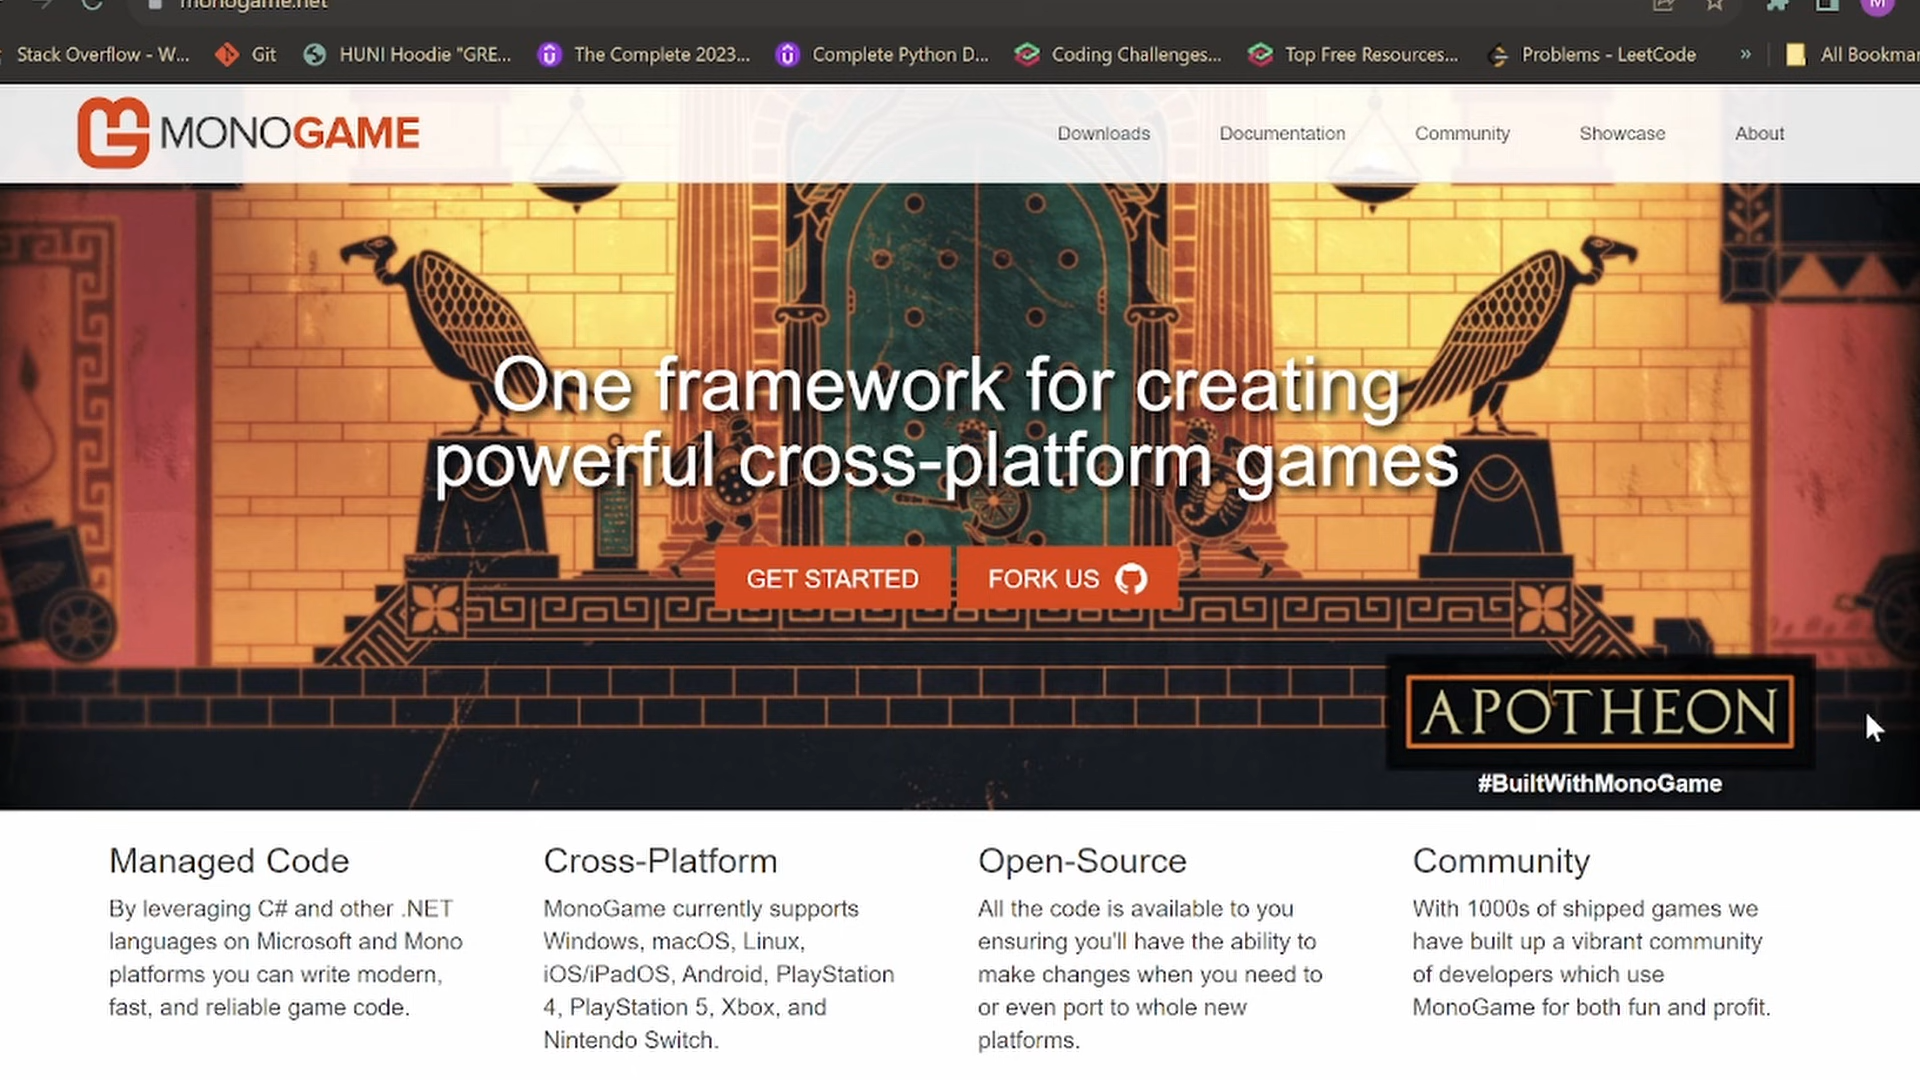 monogame.net
Stack Overflow - W... Git HUNI Hoodie "GRE... The Complete 2023... Complete Python D... Coding Challenges... Top Free Resources... Problems - LeetCode » All Bookmar
M
MONOGAME Downloads Documentation Community Showcase About
One framework for creating
powerful cross-platform games
GET STARTED FORK US
APOTHEON
#BuiltWithMonoGame
Managed Code
By leveraging C# and other .NET
languages on Microsoft and Mono
platforms you can write modern,
fast, and reliable game code.
Cross-Platform
MonoGame currently supports
Windows, macOS, Linux,
iOS/iPadOS, Android, PlayStation
4, PlayStation 5, Xbox, and
Nintendo Switch.
Open-Source
All the code is available to you
ensuring you'll have the ability to
make changes when you need to
or even port to whole new
platforms.
Community
With 1000s of shipped games we
have built up a vibrant community
of developers which use
MonoGame for both fun and profit.